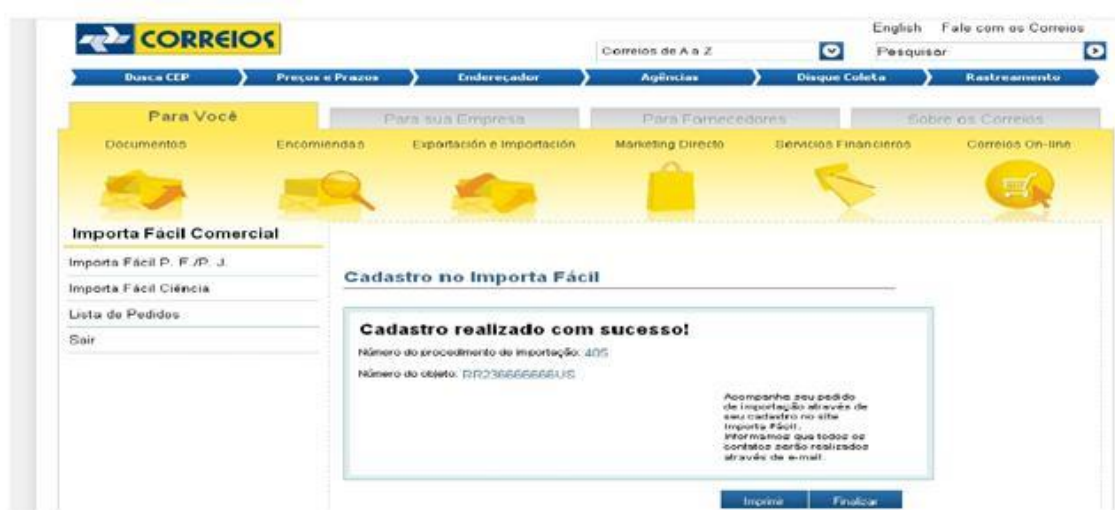 CORREIOS
English Fale com os Correios
Correios de A a Z Pesquisar
Busca CEP Preços e Prazos Endereçador Agências Disque Coleta Rastreamento
Para Você Para sua Empresa Para Fornecedores Sobre os Correios
Documentos Encomiendas Exportación e Importación Marketing Directo Servicios Financieros Correios On-line
Importa Fácil Comercial
Importa Fácil P. F./P. J.
Importa Fácil Ciência
Lista de Pedidos
Sair
Cadastro no Importa Fácil
Cadastro realizado com sucesso!
Número do procedimento de importação: 405
Número do objeto: RR236666666US
Acompanhe seu pedido
de importação através de
seu cadastro no site
Importa Fácil.
Informamos que todos os
contatos serão realizados
através de e-mail.
Imprimir Finalizar